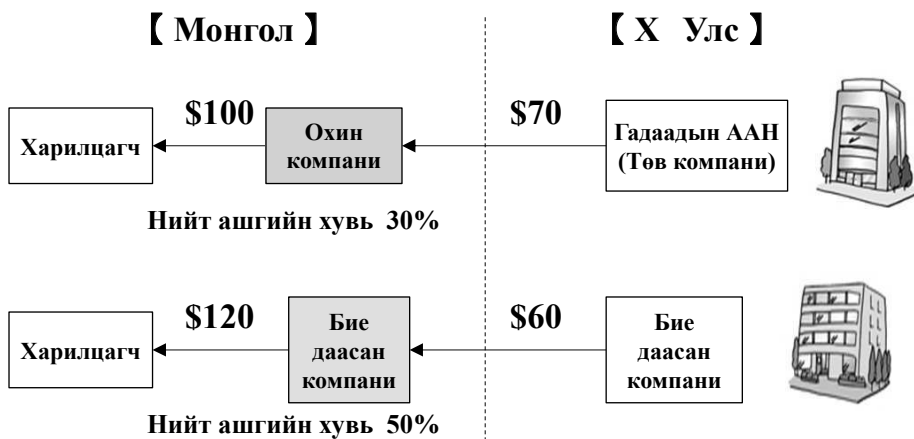 【 Монгол 】
【 Х Улс 】
$100
$70
Харилцагч
Охин
компани
Гадаадын ААН
(Төв компани)
Нийт ашгийн хувь 30%
$120
$60
Харилцагч
Бие
даасан
компани
Бие
даасан
компани
Нийт ашгийн хувь 50%